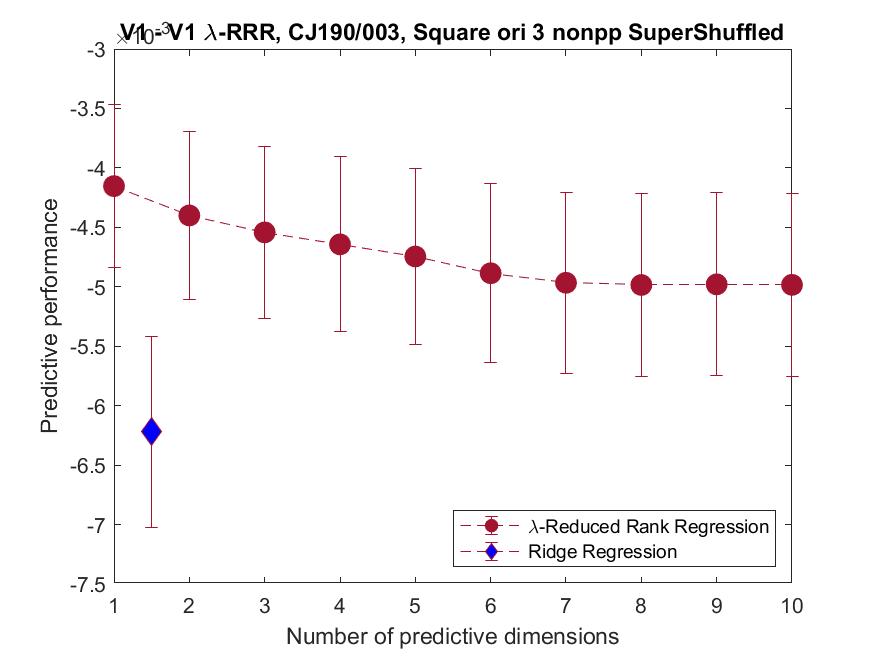 V1 - V1 λ-RRR, CJ190/003, Square ori 3 nonpp SuperShuffled
×10-3
-3
-3.5
-4
-4.5
-5
-5.5
-6
-6.5
-7
-7.5
Predictive performance
λ-Reduced Rank Regression
Ridge Regression
1 2 3 4 5 6 7 8 9 10
Number of predictive dimensions